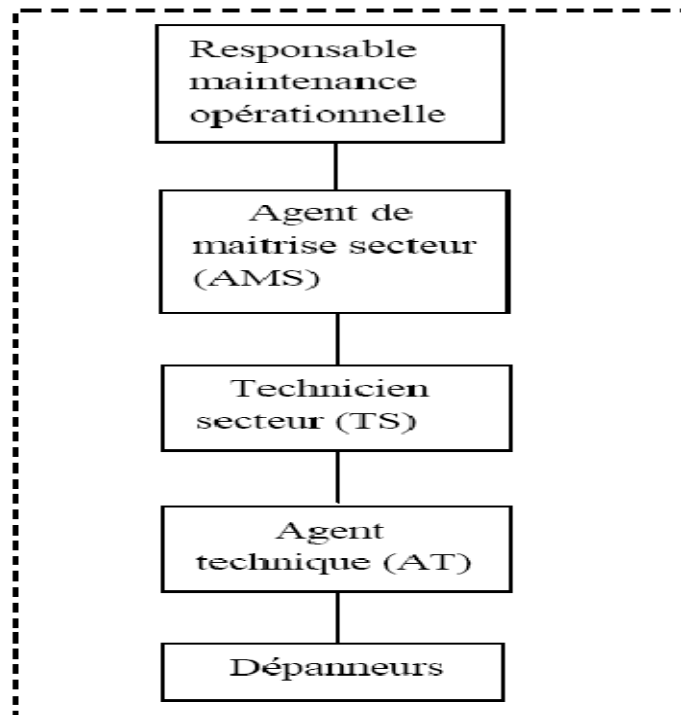 Responsable
maintenance
opérationnelle
Agent de
maitrise secteur
(AMS)
Technicien
secteur (TS)
Agent
technique (AT)
Dépanneurs